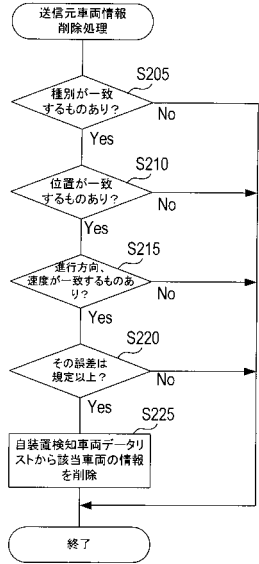 送信元車両情報
削除処理
S205
種別が一致
するものあり?
No
Yes
S210
位置が一致
するものあり?
No
Yes
S215
進行方向、
速度が一致するものあ
り?
No
Yes
S220
その誤差は
規定以上?
No
Yes
S225
自装置検知車両データリ
ストから該当車両の情報
を削除
終了